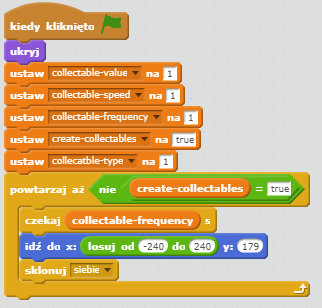 kiedy kliknięto
ukryj
ustaw collectable-value na 1
ustaw collectable-speed na 1
ustaw collectable-frequency na 1
ustaw create-collectables na true
ustaw collecatble-type na 1
powtarzaj aż nie create-collectables = true
czekaj collectable-frequency s
idź do x: losuj od -240 do 240 y: 179
sklonuj siebie